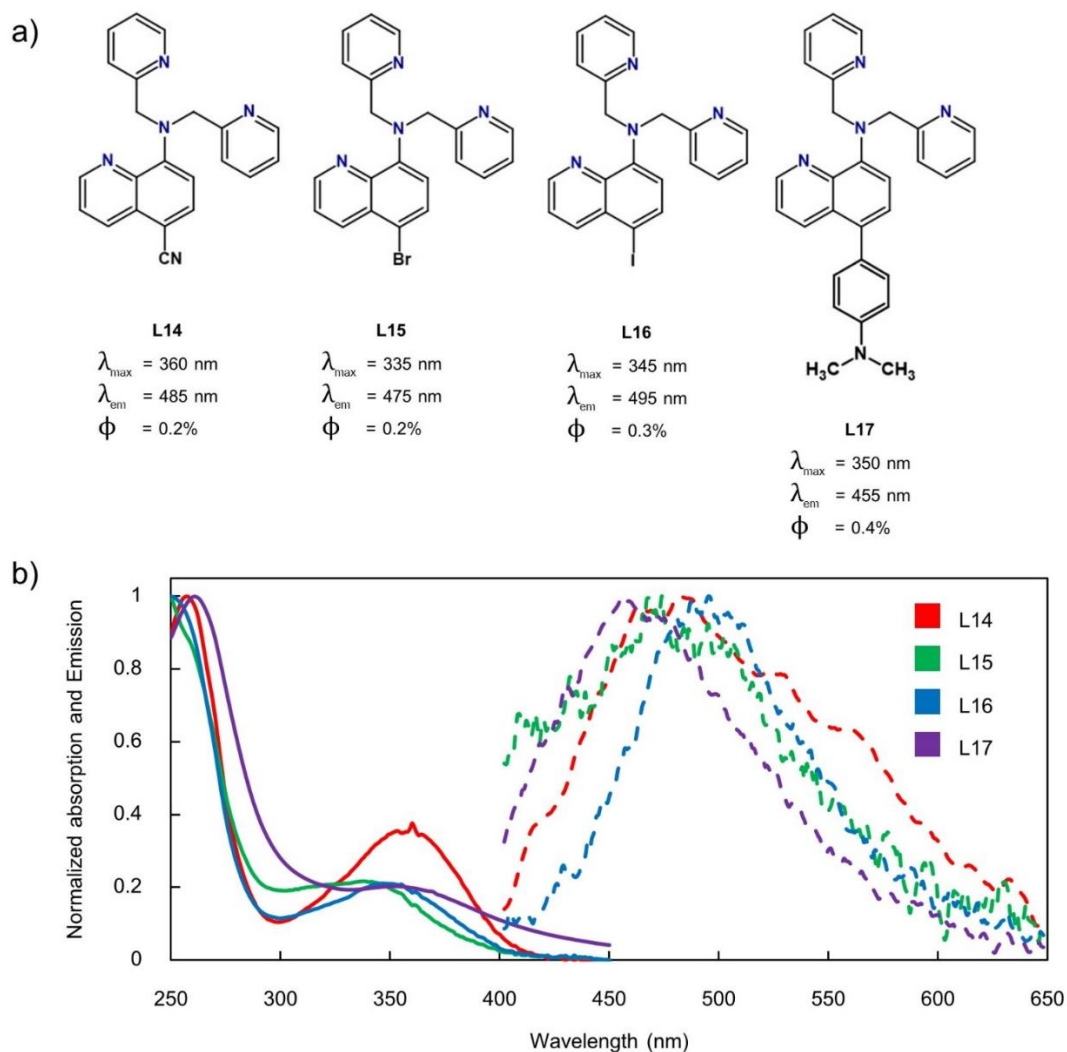 a)
N N N N
N N N N
N N N N
N N N N
CN Br I
L14
λmax = 360 nm
λem = 485 nm
ϕ = 0.2%
L15
λmax = 335 nm
λem = 475 nm
ϕ = 0.2%
L16
λmax = 345 nm
λem = 495 nm
ϕ = 0.3%
H3C N CH3
L17
λmax = 350 nm
λem = 455 nm
ϕ = 0.4%
b)
Normalized absorption and Emission
1
0.8
0.6
0.4
0.2
0
250 300 350 400 450 500 550 600 650
Wavelength (nm)
L14
L15
L16
L17